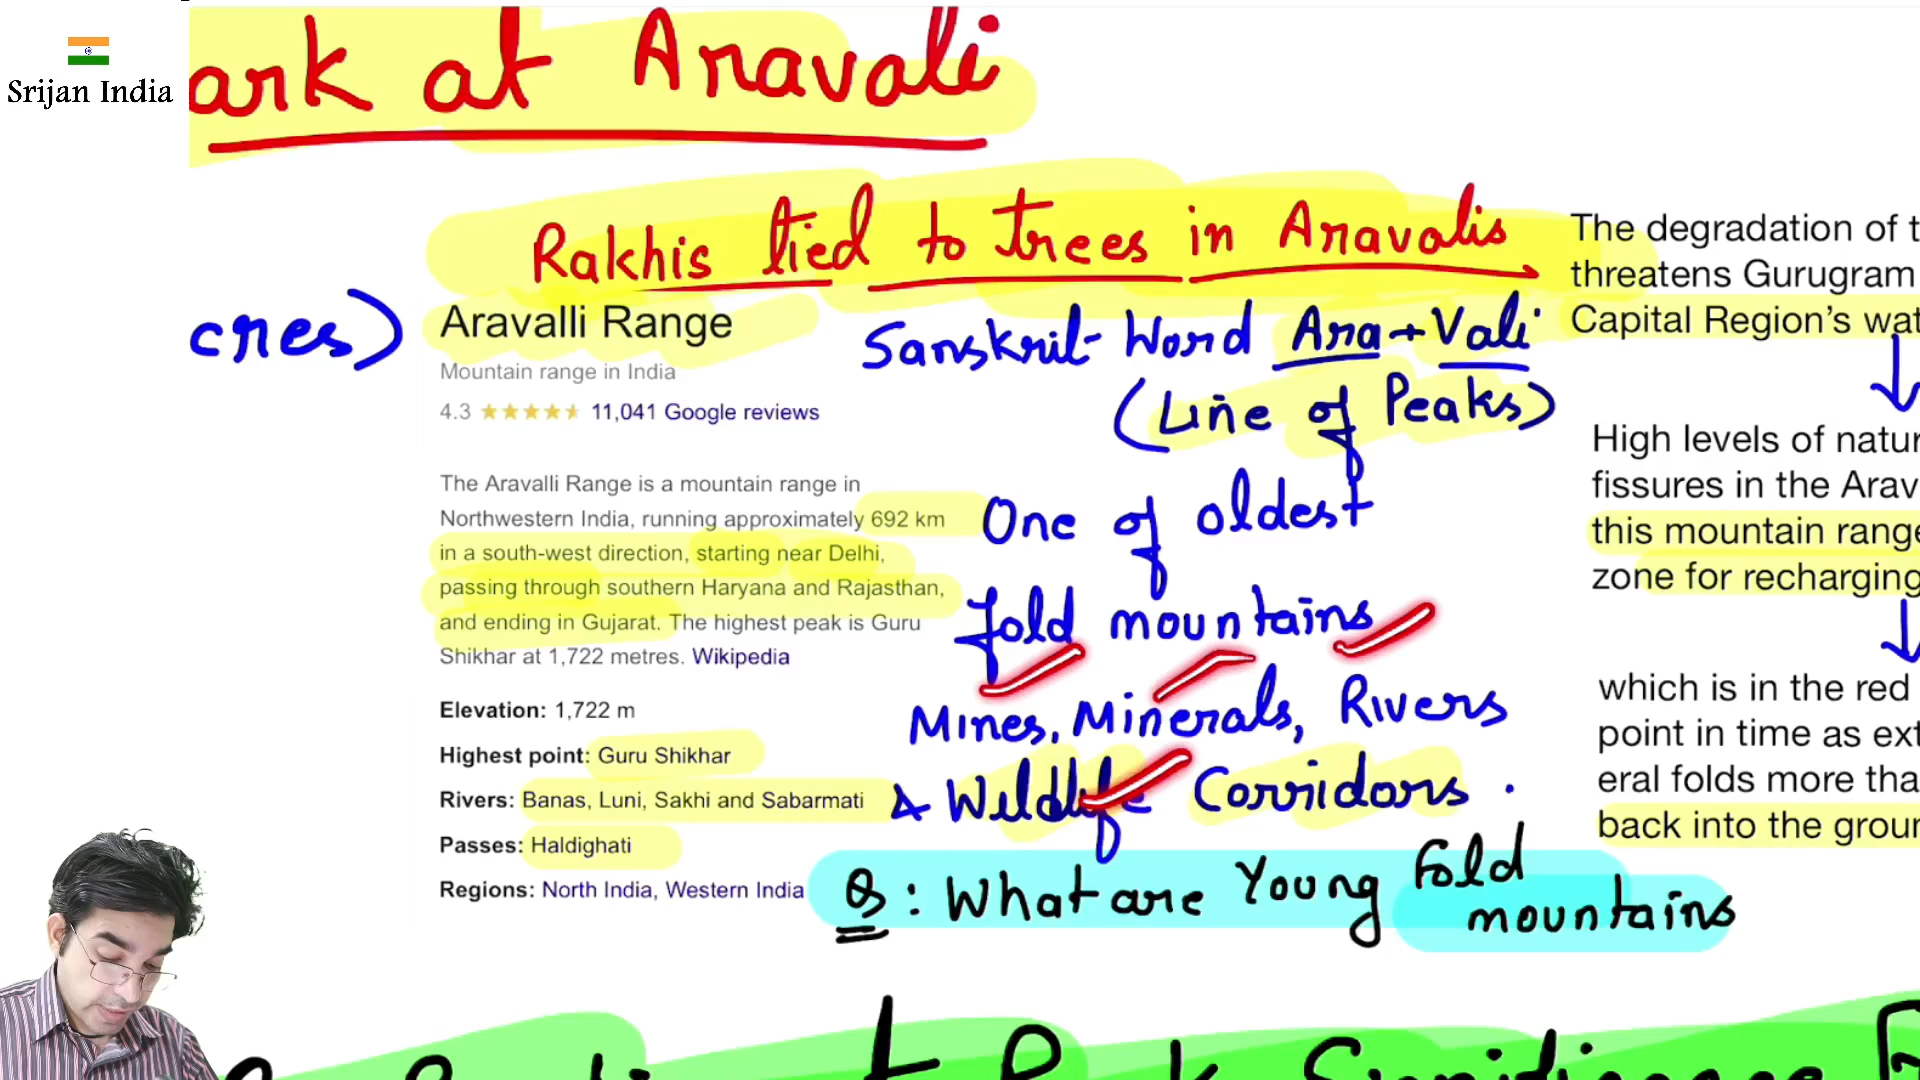 Srijan India
ark at Aravali
Rakhis tied to trees in Aravalis
cres)
Aravalli Range
Mountain range in India
4.3 11,041 Google reviews
The Aravalli Range is a mountain range in
Northwestern India, running approximately 692 km
in a south-west direction, starting near Delhi,
passing through southern Haryana and Rajasthan,
and ending in Gujarat. The highest peak is Guru
Shikhar at 1,722 metres. Wikipedia
Elevation: 1,722 m
Highest point: Guru Shikhar
Rivers: Banas, Luni, Sakhi and Sabarmati
Passes: Haldighati
Regions: North India, Western India
Sanskrit Word Ara+Vali
(Line of Peaks)
One of oldest
fold mountains
Mines, Minerals, Rivers
& Wildlife Corridors.
Q: What are Young Fold
mountains
The degradation of t
threatens Gurugram
Capital Region's wat
High levels of natur
fissures in the Arav
this mountain range
zone for recharging
which is in the red
point in time as ext
eral folds more tha
back into the groun